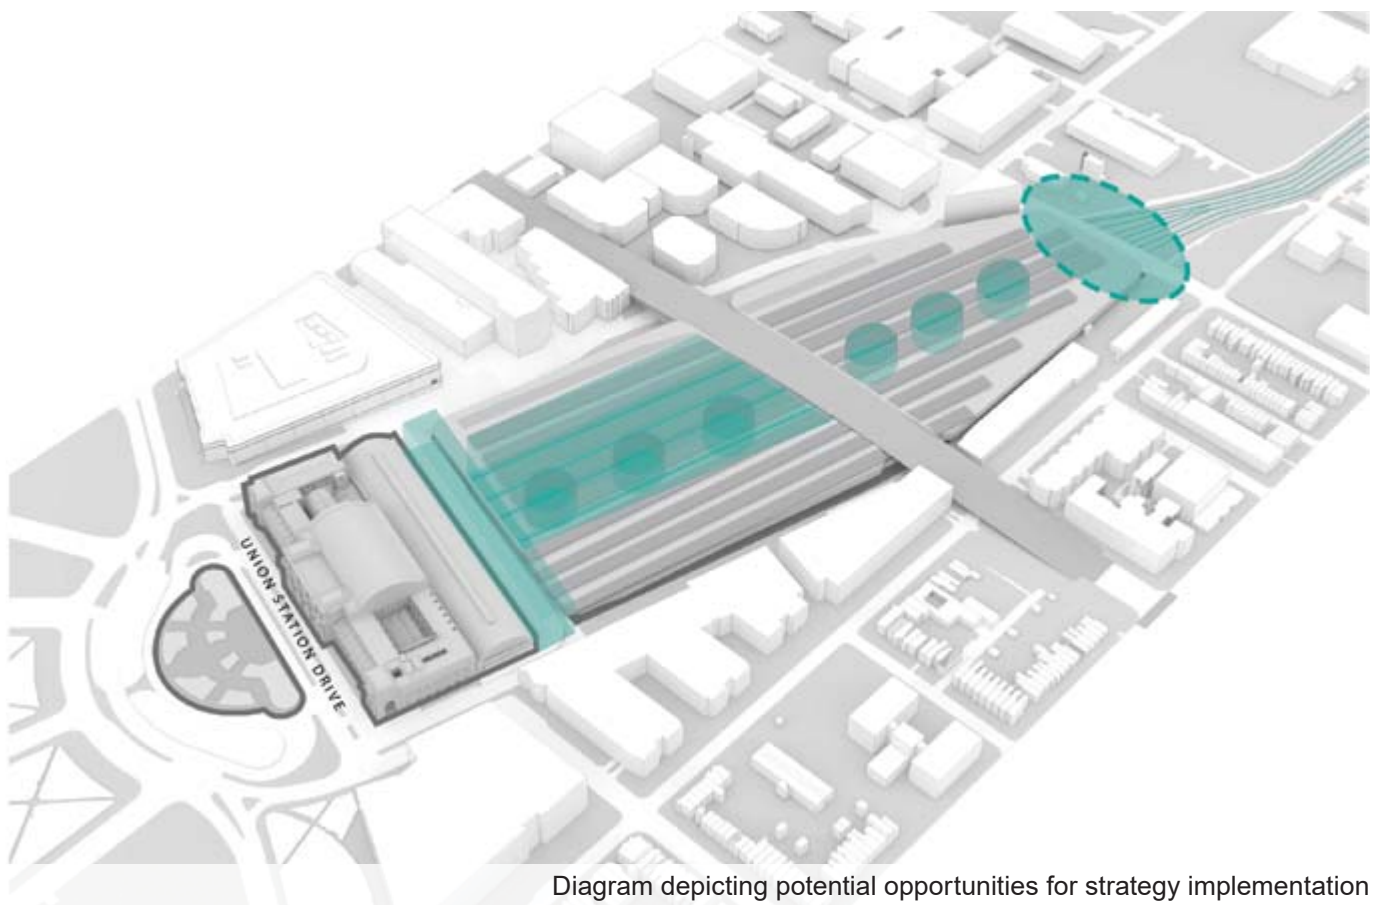 UNION STATION DRIVE
Diagram depicting potential opportunities for strategy implementation